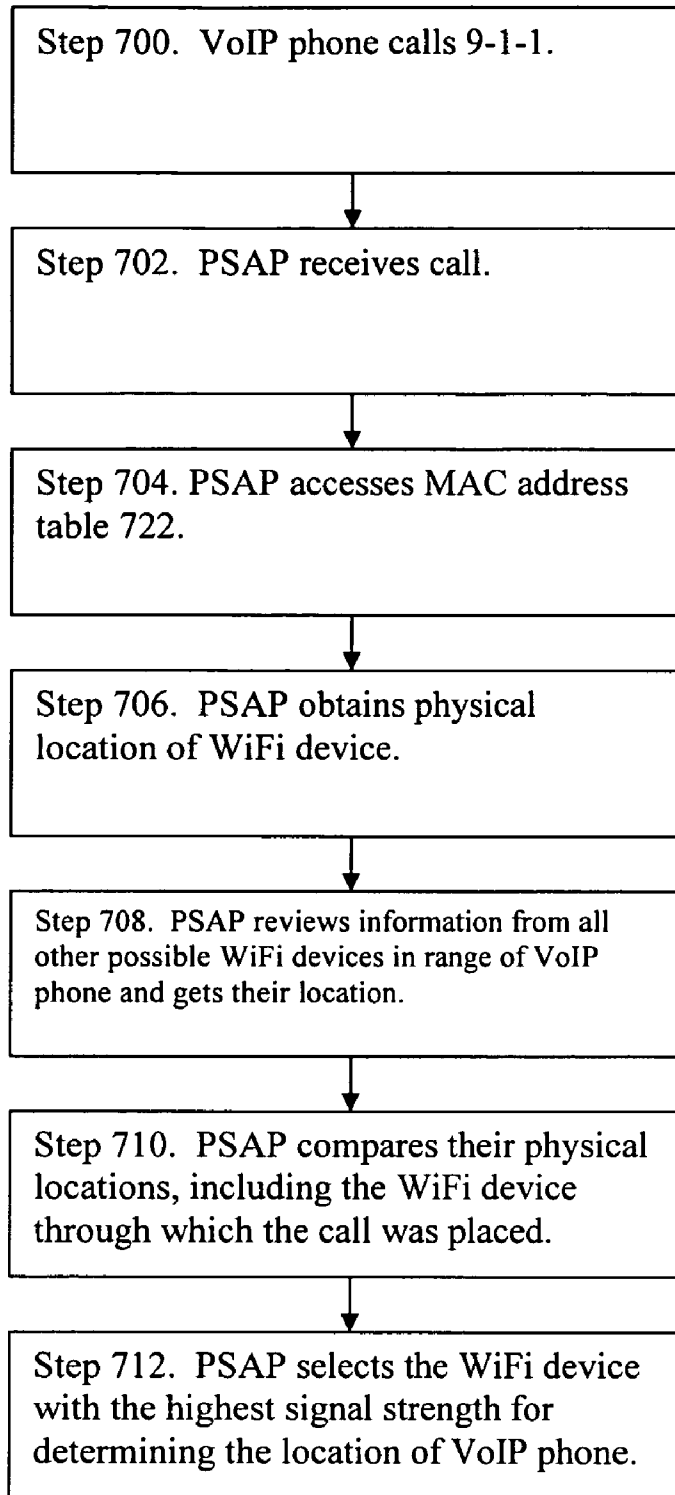 Step 700. VoIP phone calls 9-1-1.
Step 702. PSAP receives call.
Step 704. PSAP accesses MAC address
table 722.
Step 706. PSAP obtains physical
location of WiFi device.
Step 708. PSAP reviews information from all
other possible WiFi devices in range of VoIP
phone and gets their location.
Step 710. PSAP compares their physical
locations, including the WiFi device
through which the call was placed.
Step 712. PSAP selects the WiFi device
with the highest signal strength for
determining the location of VoIP phone.